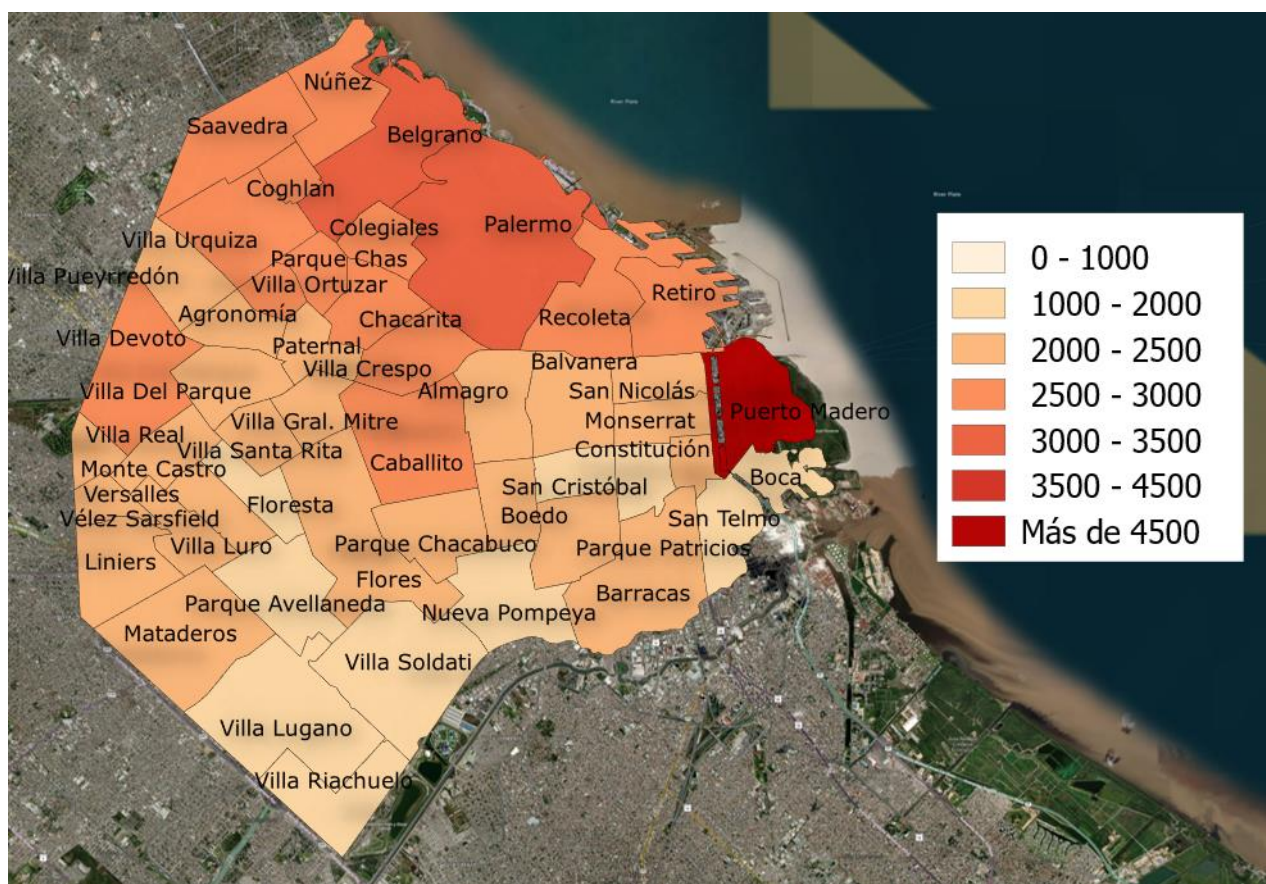 Núñez
River Plate
Saavedra
Belgrano
Coghlan
River Plate
Colegiales
Palermo
Villa Urquiza
Parque Chas
Villa Pueyrredón
Villa Ortuzar
Retiro
Agronomía
Chacarita
Recoleta
Villa Devoto
Paternal
Balvanera
Villa Crespo
Villa Del Parque
Almagro
San Nicolás
Puerto Madero
Villa Gral. Mitre
Monserrat
Villa Real
Villa Santa Rita
Constitución
Monte Castro
Caballito
Boca
Versalles
San Cristóbal
Floresta
Vélez Sarsfield
Boedo
San Telmo
Villa Luro
Parque Chacabuco
Parque Patricios
Liniers
Flores
Barracas
Parque Avellaneda
Nueva Pompeya
Mataderos
Villa Soldati
Villa Lugano
Villa Riachuelo
0 - 1000
1000 - 2000
2000 - 2500
2500 - 3000
3000 - 3500
3500 - 4500
Más de 4500